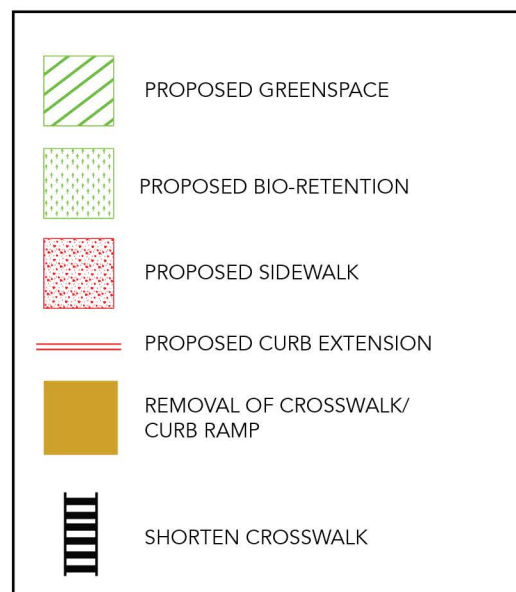 PROPOSED GREENSPACE
PROPOSED BIO-RETENTION
PROPOSED SIDEWALK
PROPOSED CURB EXTENSION
REMOVAL OF CROSSWALK/
CURB RAMP
SHORTEN CROSSWALK